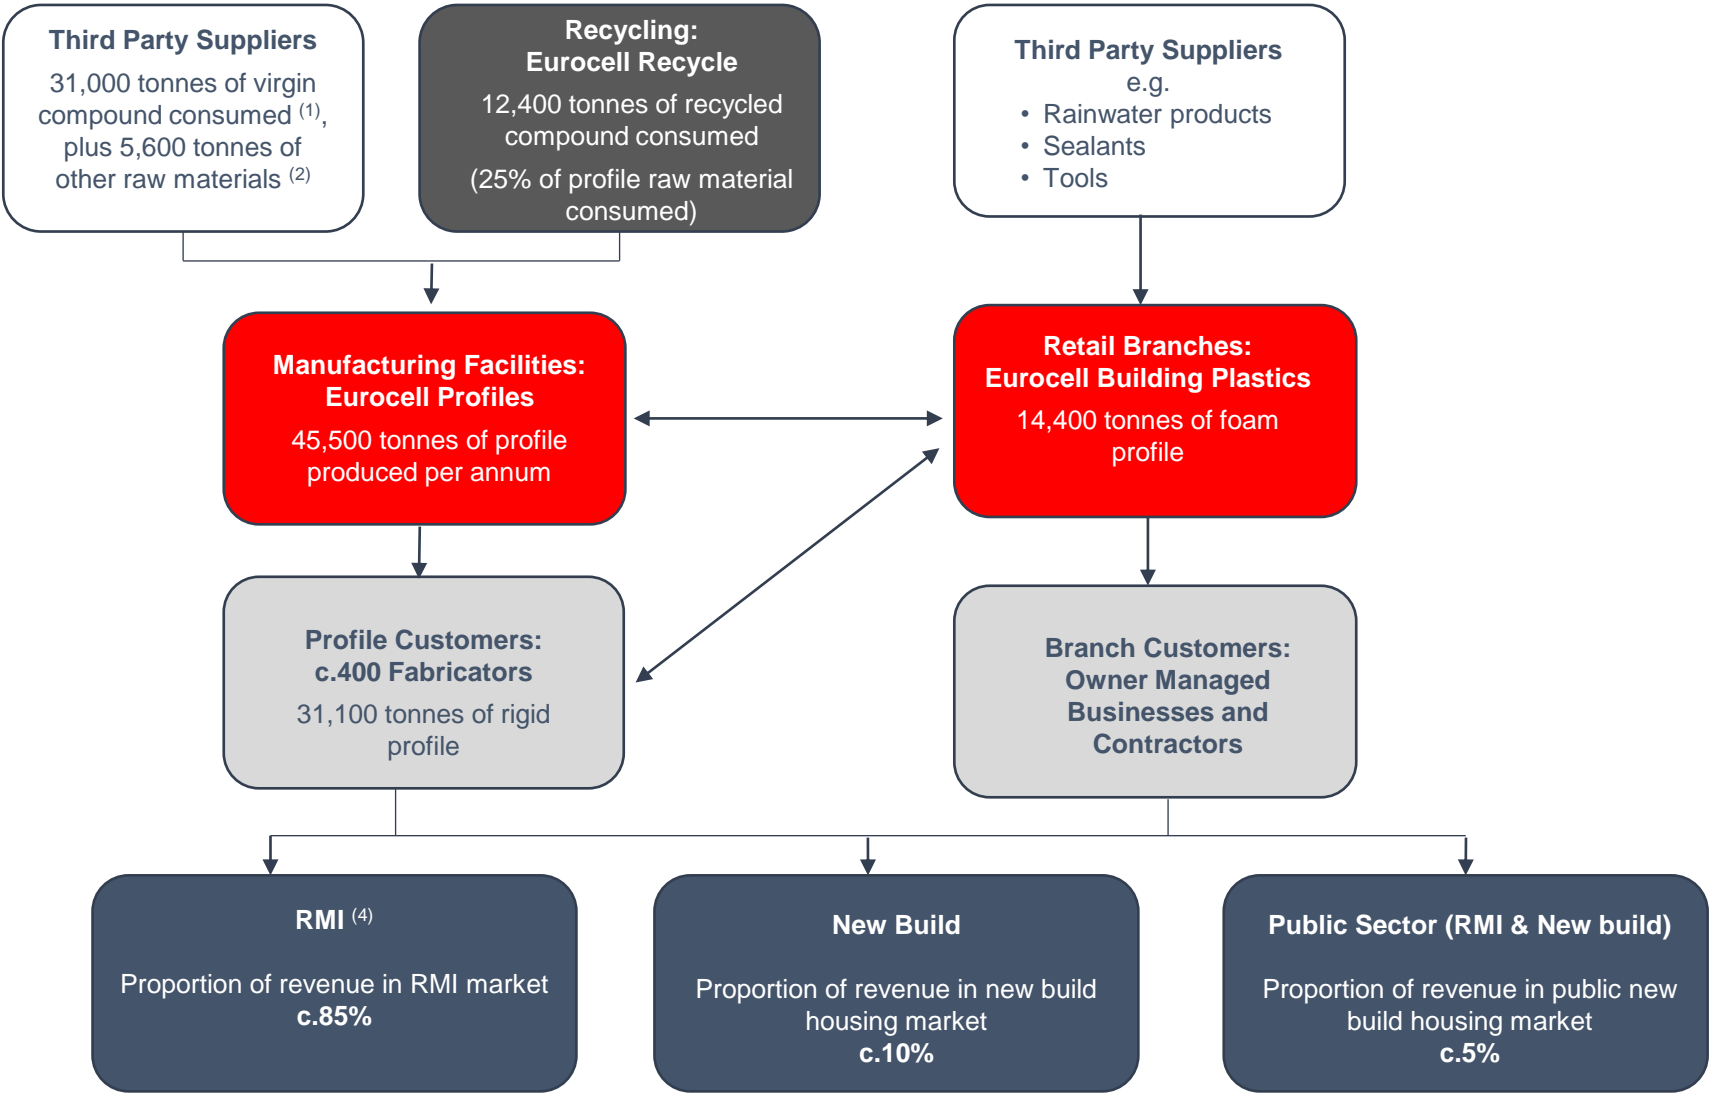 Third Party Suppliers
31,000 tonnes of virgin
compound consumed (1),
plus 5,600 tonnes of
other raw materials (2)
Recycling:
Eurocell Recycle
12,400 tonnes of recycled
compound consumed
(25% of profile raw material
consumed)
Third Party Suppliers
e.g.
• Rainwater products
• Sealants
• Tools
Manufacturing Facilities:
Eurocell Profiles
45,500 tonnes of profile
produced per annum
Retail Branches:
Eurocell Building Plastics
14,400 tonnes of foam
profile
Profile Customers:
c.400 Fabricators
31,100 tonnes of rigid
profile
Branch Customers:
Owner Managed
Businesses and
Contractors
RMI (4)
Proportion of revenue in RMI market
c.85%
New Build
Proportion of revenue in new build
housing market
c.10%
Public Sector (RMI & New build)
Proportion of revenue in public new
build housing market
c.5%